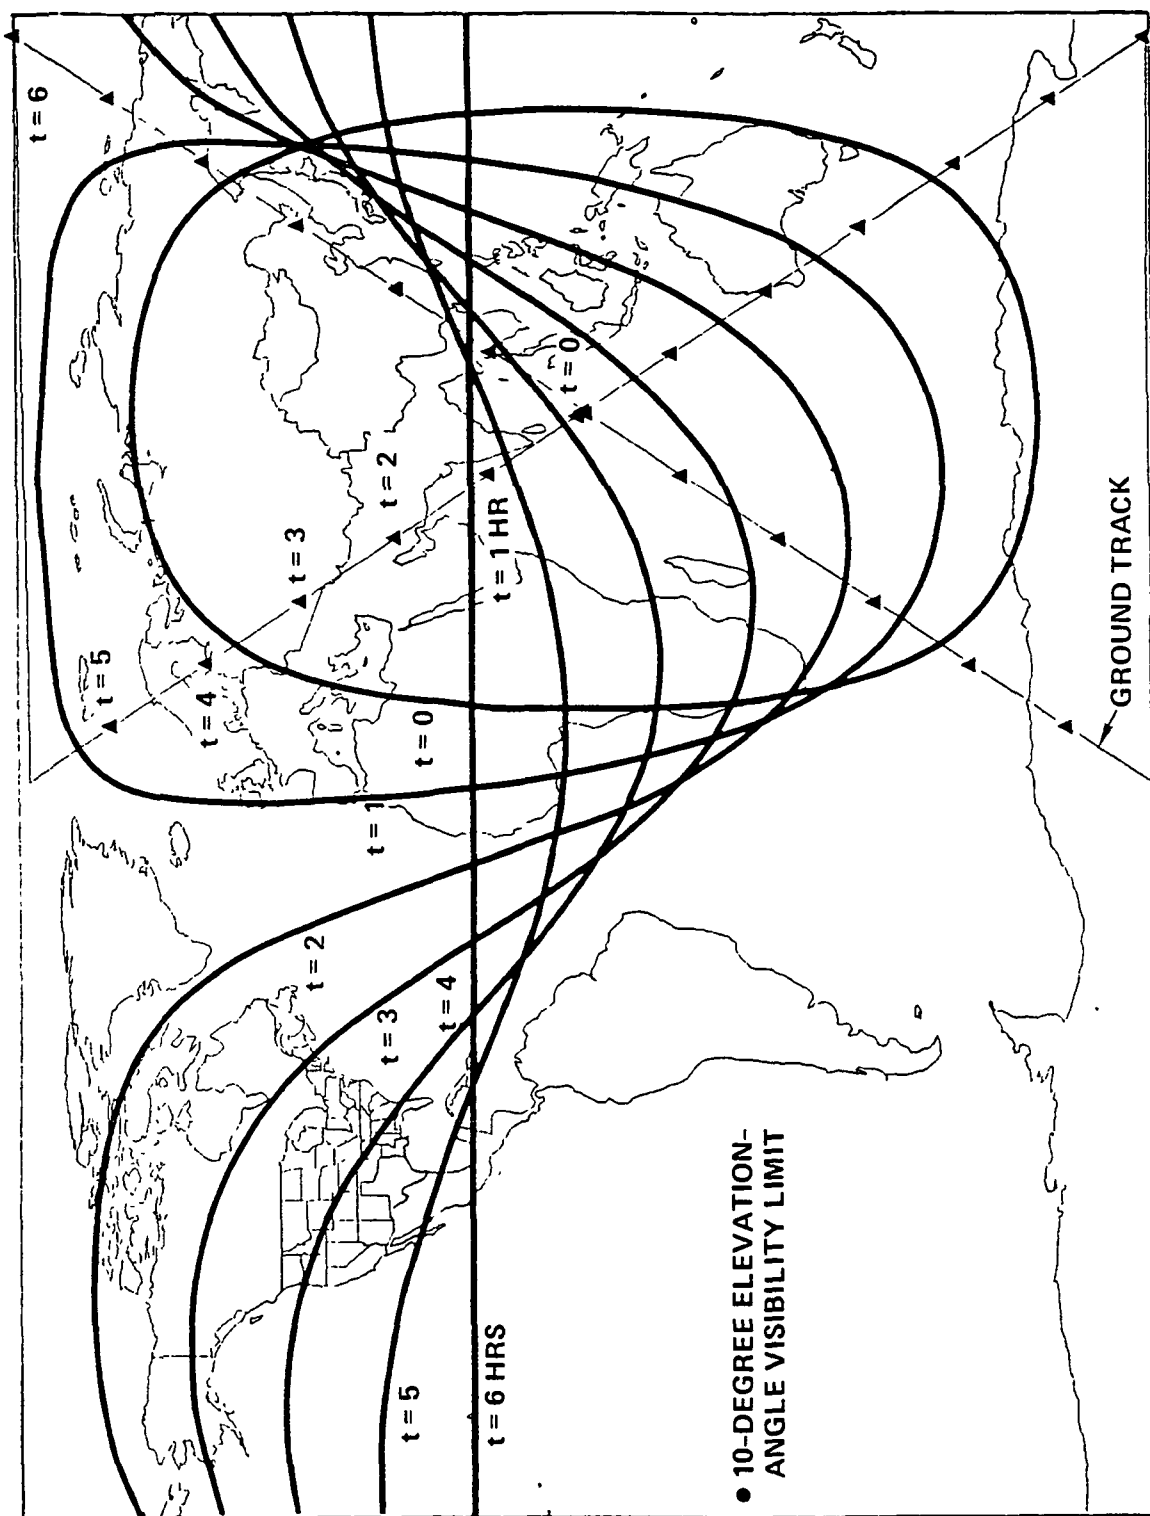 t = 6
t = 0
t = 2
t = 1 HR
t = 3
t = 5
t = 4
t = 0
t = 1
t = 2
t = 4
t = 3
t = 5
t = 6 HRS
GROUND TRACK
● 10-DEGREE ELEVATION-
ANGLE VISIBILITY LIMIT